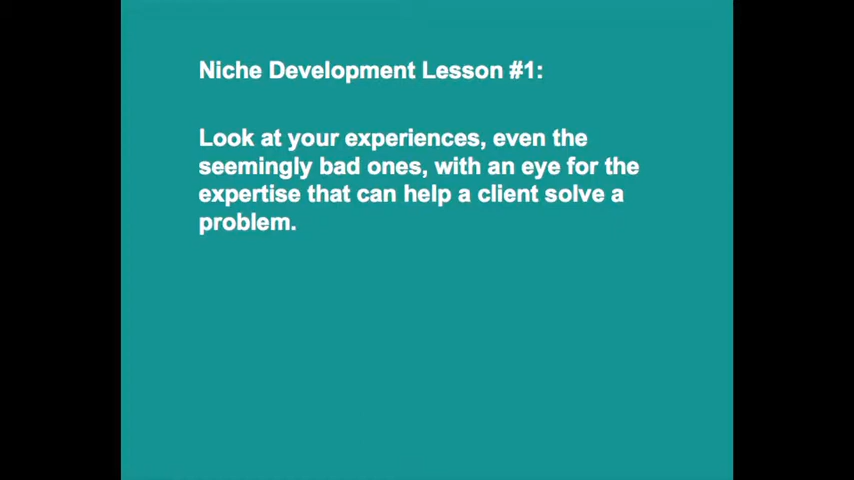 Niche Development Lesson #1:
Look at your experiences, even the
seemingly bad ones, with an eye for the
expertise that can help a client solve a
problem.